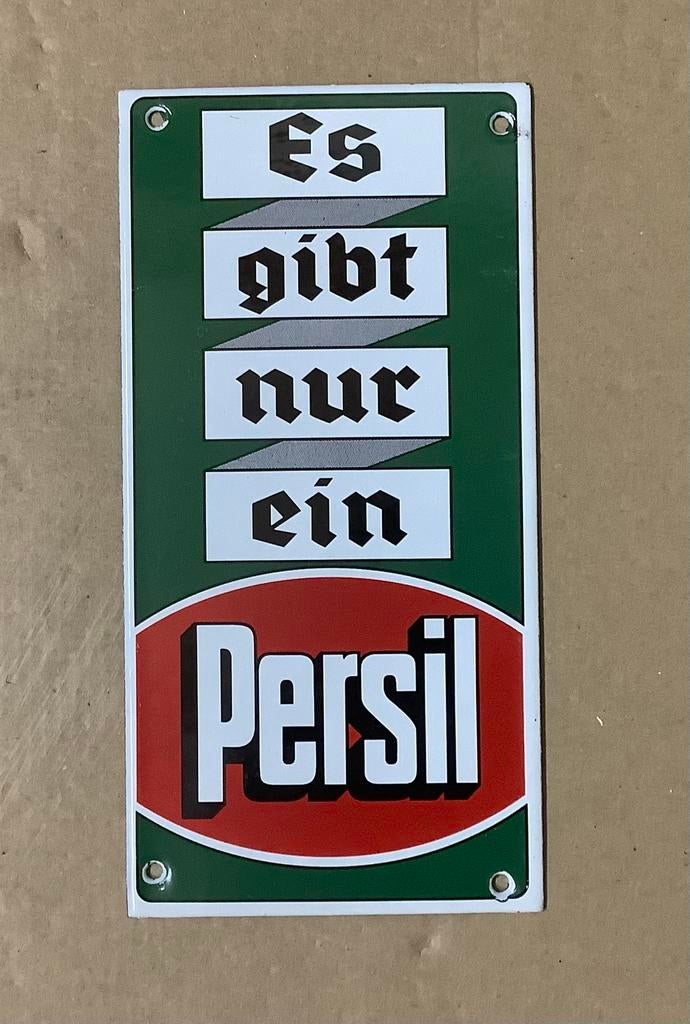 Es
gibt
nur
ein
Persil